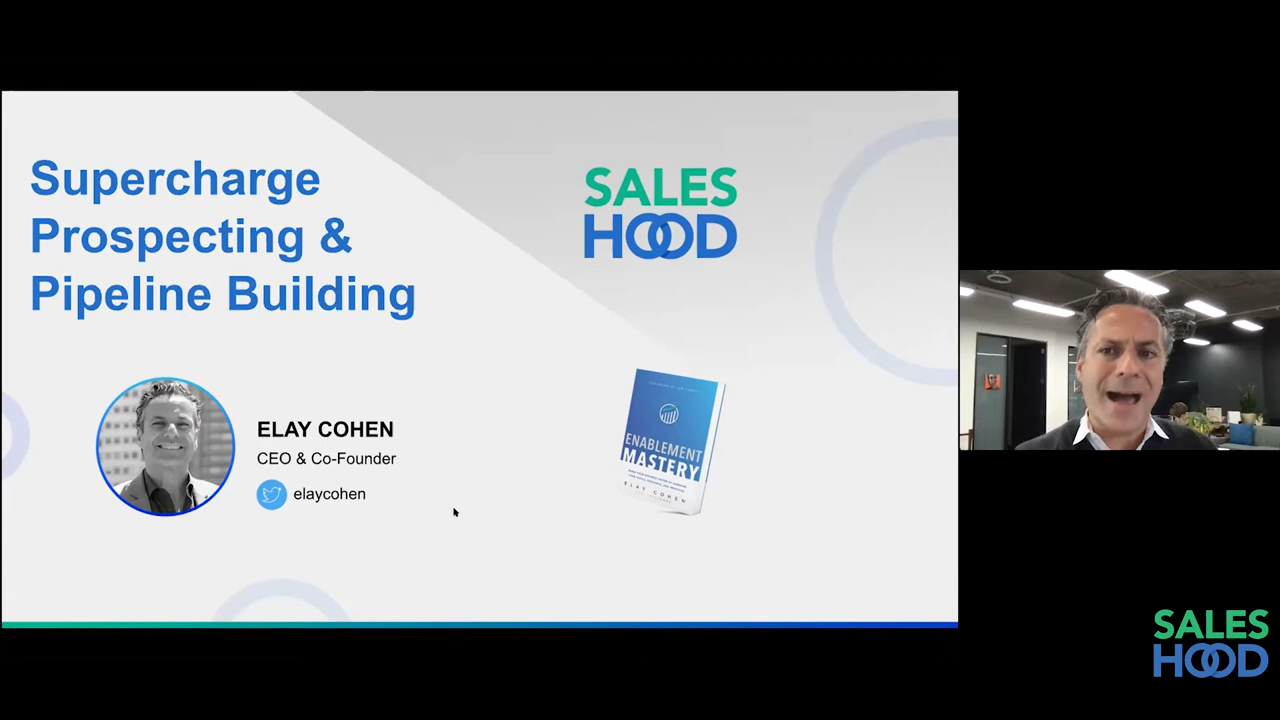 Supercharge
Prospecting &
Pipeline Building
SALES
HOOD
ELAY COHEN
CEO & Co-Founder
elaycohen
ENABLEMENT
MASTERY
ELAY COHEN
SALES
HOOD